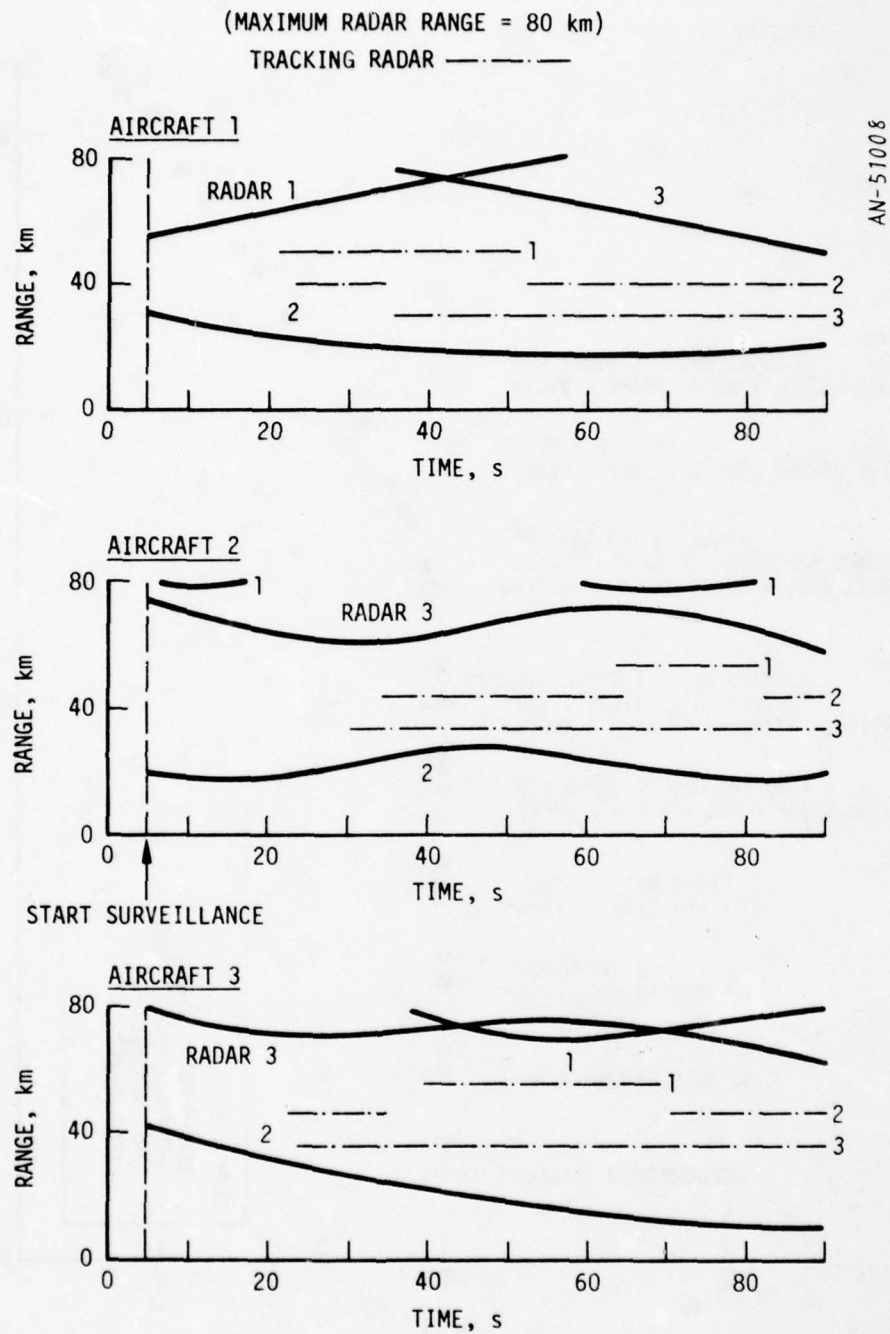 (MAXIMUM RADAR RANGE = 80 km)
TRACKING RADAR
AN-51008
AIRCRAFT 1
80
40
0
RANGE, km
RADAR 1
3
1
2
2
3
0
20
40
60
80
TIME, s
AIRCRAFT 2
80
40
0
RANGE, km
1
1
RADAR 3
1
2
3
2
0
20
40
60
80
TIME, s
START SURVEILLANCE
AIRCRAFT 3
80
40
0
RANGE, km
RADAR 3
1
1
2
2
3
0
20
40
60
80
TIME, s